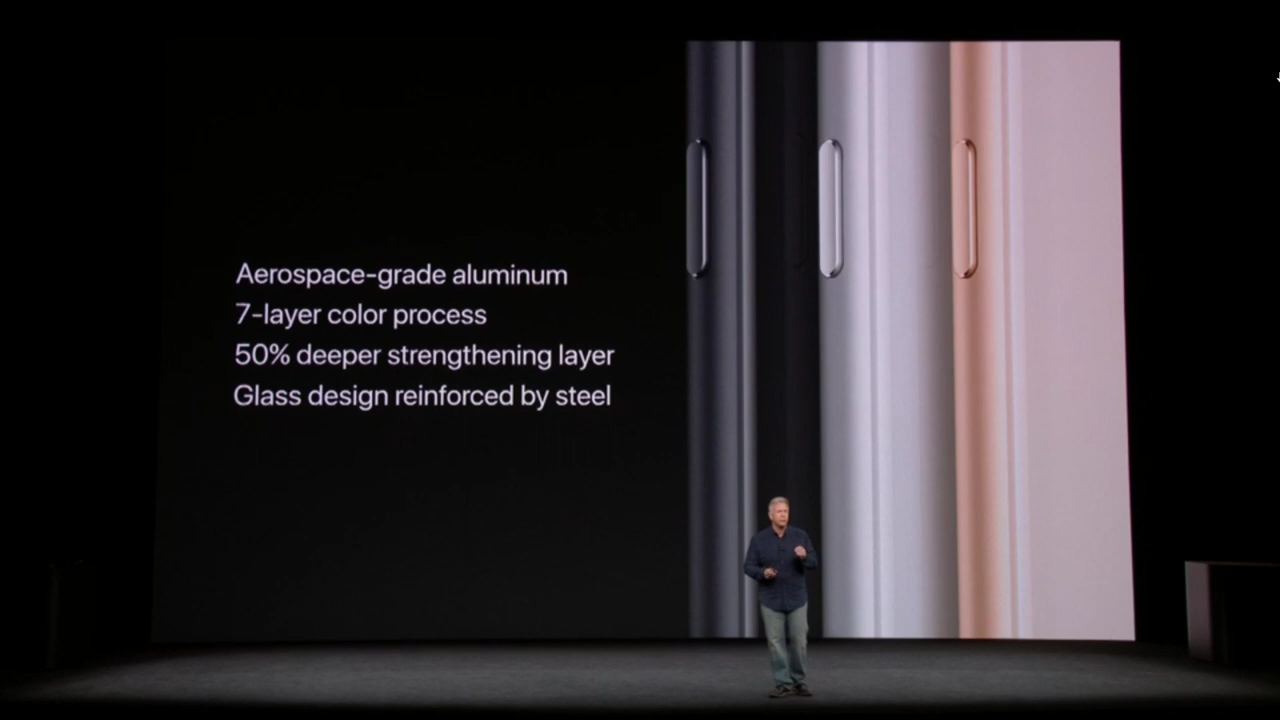 Aerospace-grade aluminum
7-layer color process
50% deeper strengthening layer
Glass design reinforced by steel